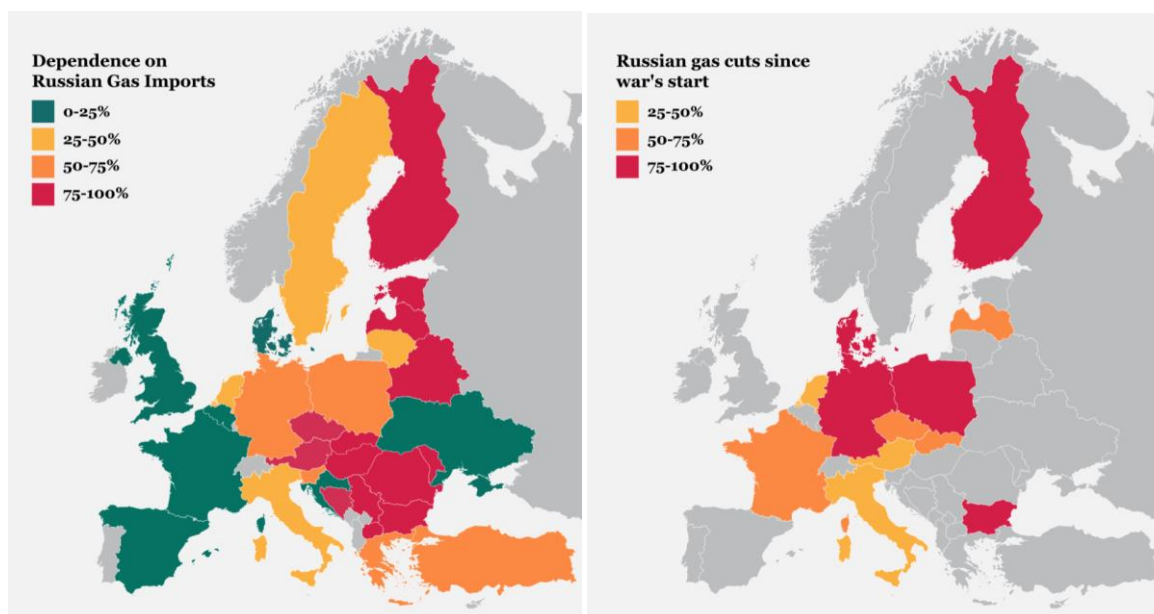 Dependence on
Russian Gas Imports
0-25%
25-50%
50-75%
75-100%
Russian gas cuts since
war's start
25-50%
50-75%
75-100%